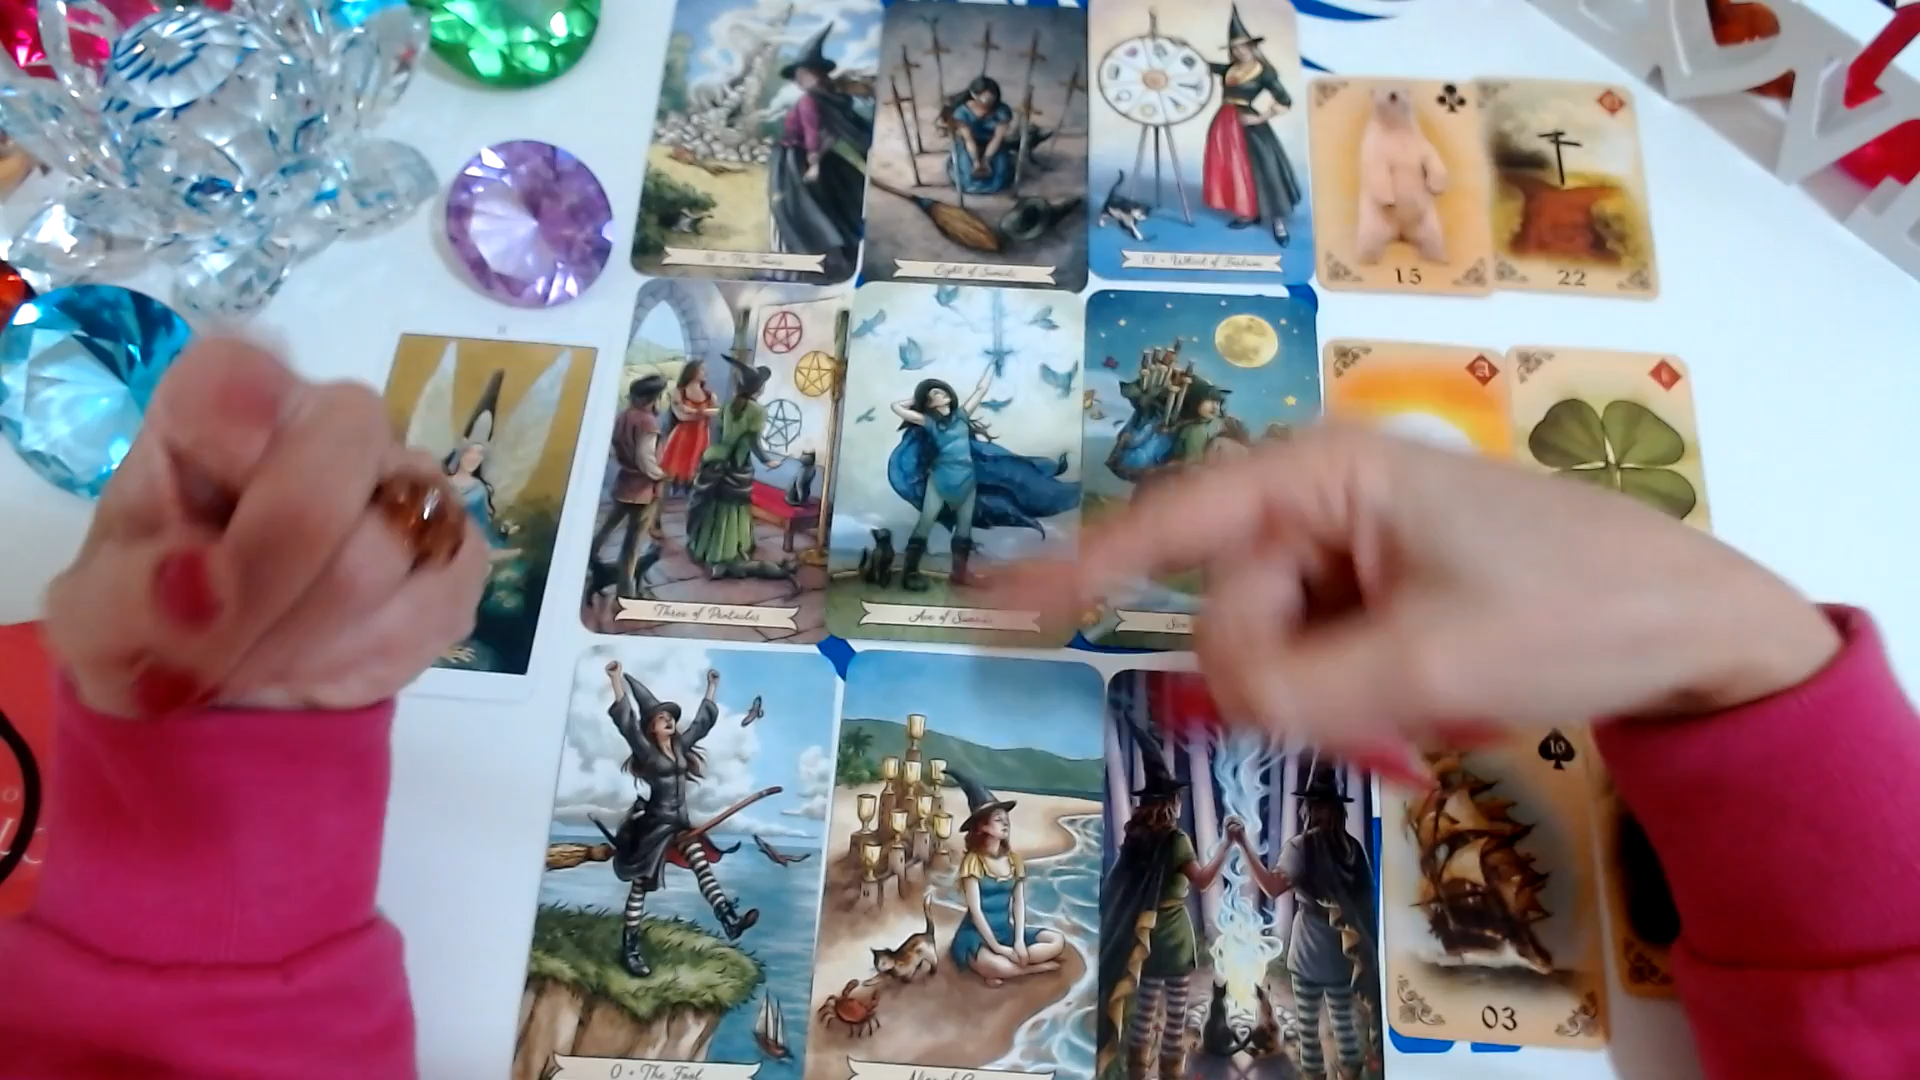 16 • The Tower
Eight of Swords
10 • Wheel of Fortune
15
22
A
Three of Pentacles
Ace of Swords
10
03
0 • The Fool